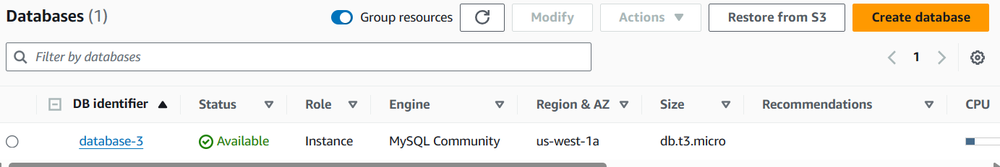 Databases (1) Group resources Modify Actions Restore from S3 Create database
Filter by databases 1
DB identifier Status Role Engine Region & AZ Size Recommendations CPU
database-3 Available Instance MySQL Community us-west-1a db.t3.micro